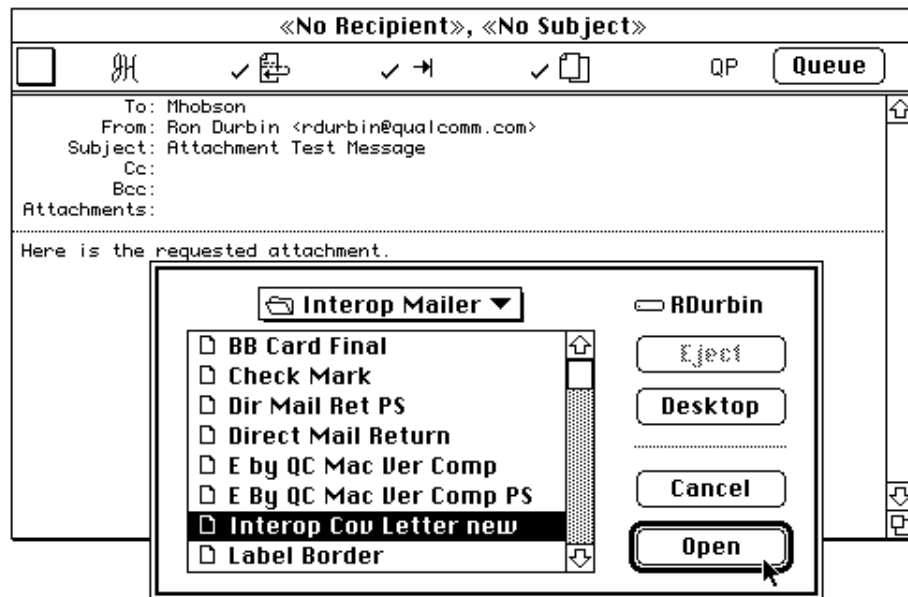 «No Recipient», «No Subject»
QP Queue
To: Mhobson
From: Ron Durbin <rdurbin@qualcomm.com>
Subject: Attachment Test Message
Cc:
Bcc:
Attachments:
Here is the requested attachment.
Interop Mailer
RDurbin
BB Card Final
Check Mark
Dir Mail Ret PS
Direct Mail Return
E by QC Mac Ver Comp
E By QC Mac Ver Comp PS
Interop Cov Letter new
Label Border
Eject
Desktop
Cancel
Open